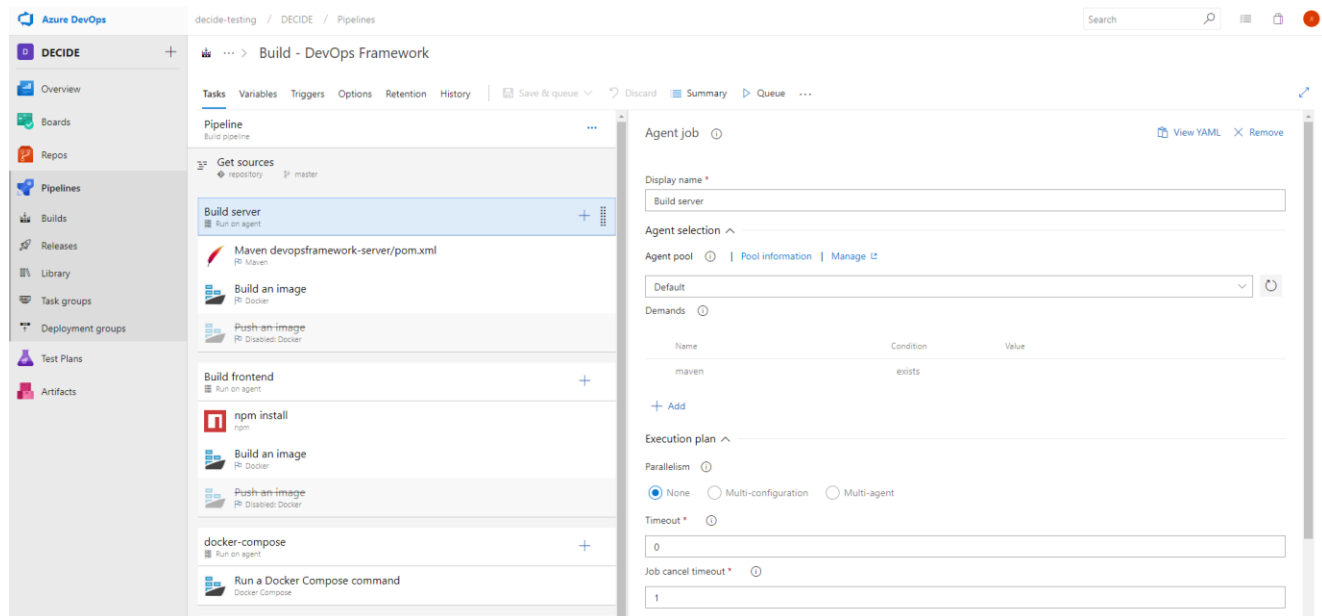 Azure DevOps
decide-testing / DECIDE / Pipelines
Search
D DECIDE
Overview
Boards
Repos
Pipelines
Builds
Releases
Library
Task groups
Deployment groups
Test Plans
Artifacts
··· > Build - DevOps Framework
Tasks Variables Triggers Options Retention History Save & queue Discard Summary Queue ···
Pipeline ···
Build pipeline
Get sources
repository master
Build server
Run on agent
Maven devopsframework-server/pom.xml
Maven
Build an image
Docker
Push an image
Disabled: Docker
Build frontend
Run on agent
npm install
npm
Build an image
Docker
Push an image
Disabled: Docker
docker-compose
Run on agent
Run a Docker Compose command
Docker Compose
Agent job View YAML Remove
Display name *
Build server
Agent selection
Agent pool | Pool information | Manage
Default
Demands
Name Condition Value
maven exists
+ Add
Execution plan
Parallelism
None Multi-configuration Multi-agent
Timeout *
0
Job cancel timeout *
1